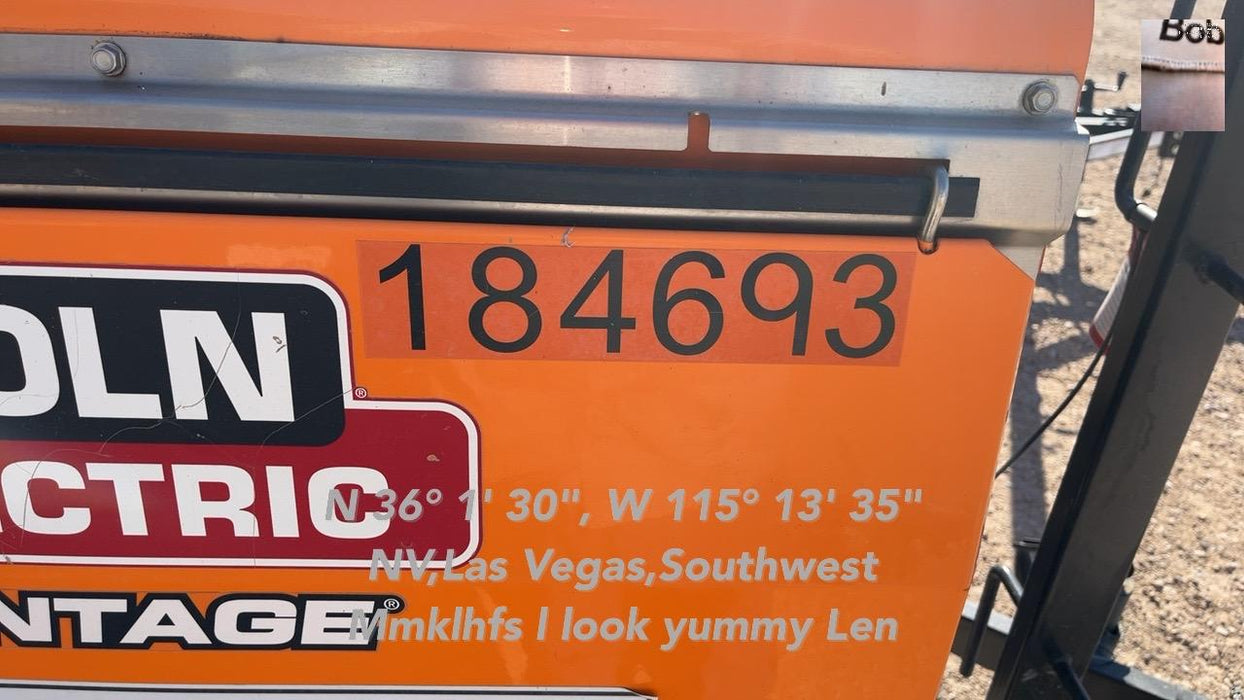 Bob
184693
OLN
®
CTRIC
N 36° 1' 30", W 115° 13' 35"
NV,Las Vegas,Southwest
NTAGE®
Mmklhfs I look yummy Len